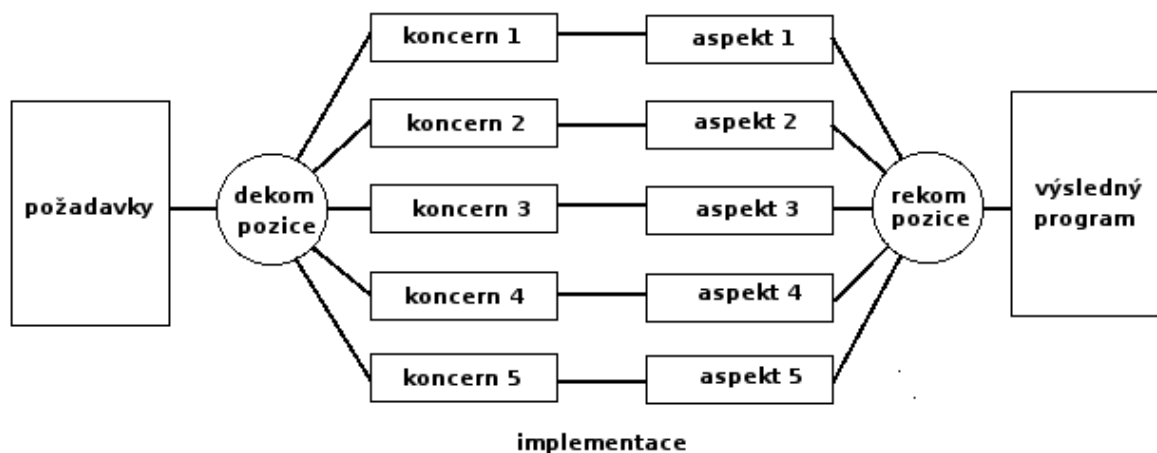 koncern 1
aspekt 1
koncern 2
aspekt 2
požadavky
dekom
pozice
koncern 3
aspekt 3
rekom
pozice
výsledný
program
koncern 4
aspekt 4
koncern 5
aspekt 5
implementace